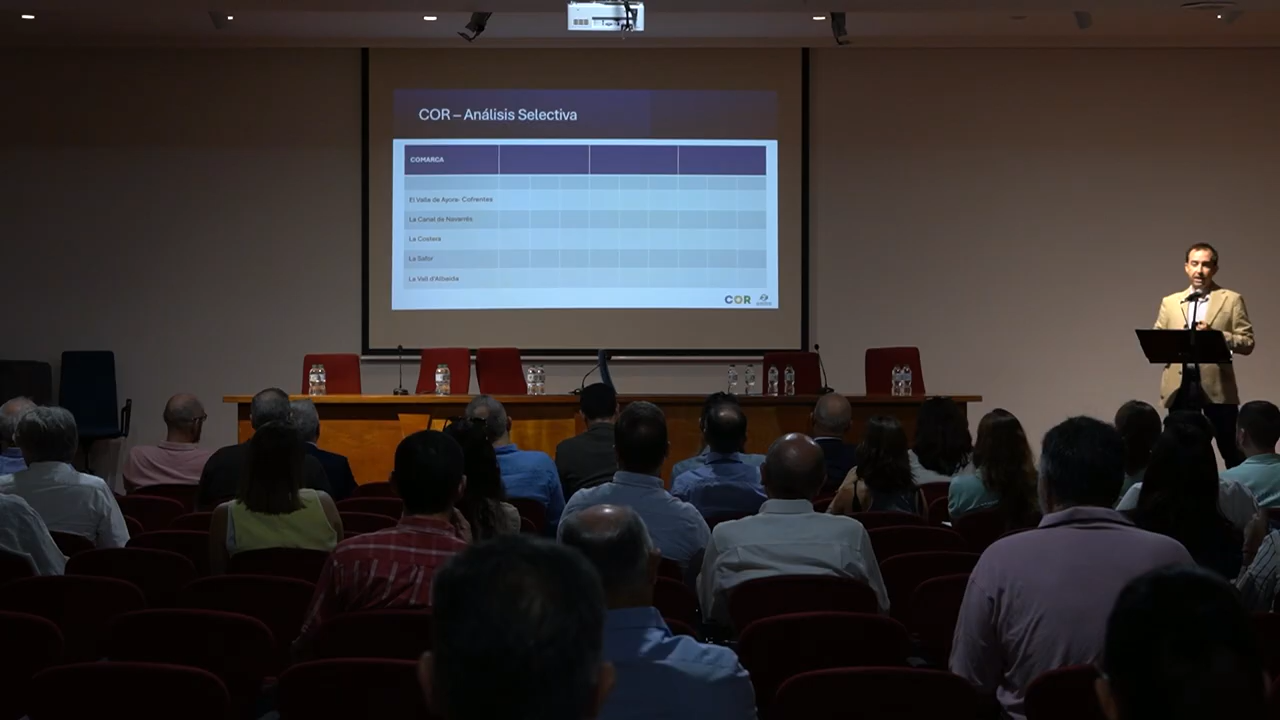 COR – Análisis Selectiva
COMARCA
El Valle de Ayora- Cofrentes
La Canal de Navarrés
La Costera
La Safor
La Vall d'Albaida
COR